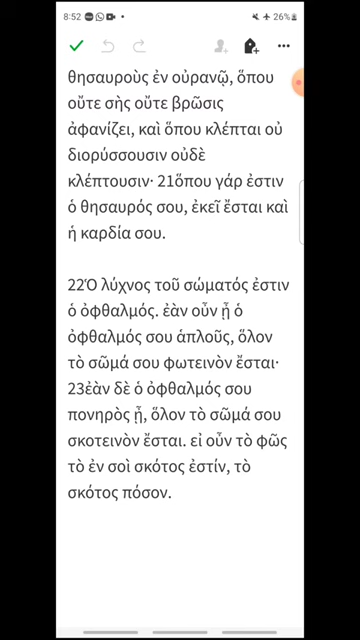 8:52
26%
θησαυροὺς ἐν οὐρανῷ, ὅπου
οὔτε σὴς οὔτε βρῶσις
ἀφανίζει, καὶ ὅπου κλέπται οὐ
διορύσσουσιν οὐδὲ
κλέπτουσιν· 21ὅπου γάρ ἐστιν
ὁ θησαυρός σου, ἐκεῖ ἔσται καὶ
ἡ καρδία σου.
22Ὁ λύχνος τοῦ σώματός ἐστιν
ὁ ὀφθαλμός. ἐὰν οὖν ᾖ ὁ
ὀφθαλμός σου ἁπλοῦς, ὅλον
τὸ σῶμά σου φωτεινὸν ἔσται·
23ἐὰν δὲ ὁ ὀφθαλμός σου
πονηρὸς ᾖ, ὅλον τὸ σῶμά σου
σκοτεινὸν ἔσται. εἰ οὖν τὸ φῶς
τὸ ἐν σοὶ σκότος ἐστίν, τὸ
σκότος πόσον.